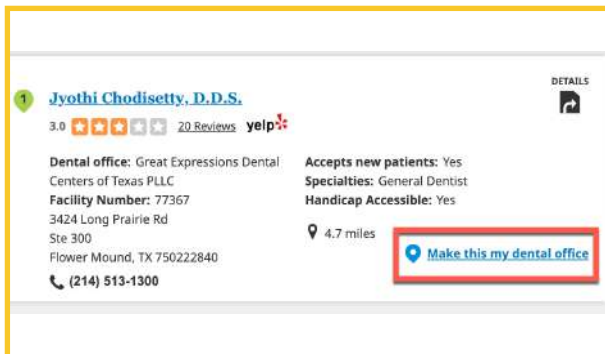 DETAILS
1 Jyothi Chodisetty, D.D.S.
3.0 20 Reviews yelp
Dental office: Great Expressions Dental
Centers of Texas PLLC
Facility Number: 77367
3424 Long Prairie Rd
Ste 300
Flower Mound, TX 750222840
(214) 513-1300
Accepts new patients: Yes
Specialties: General Dentist
Handicap Accessible: Yes
4.7 miles
Make this my dental office